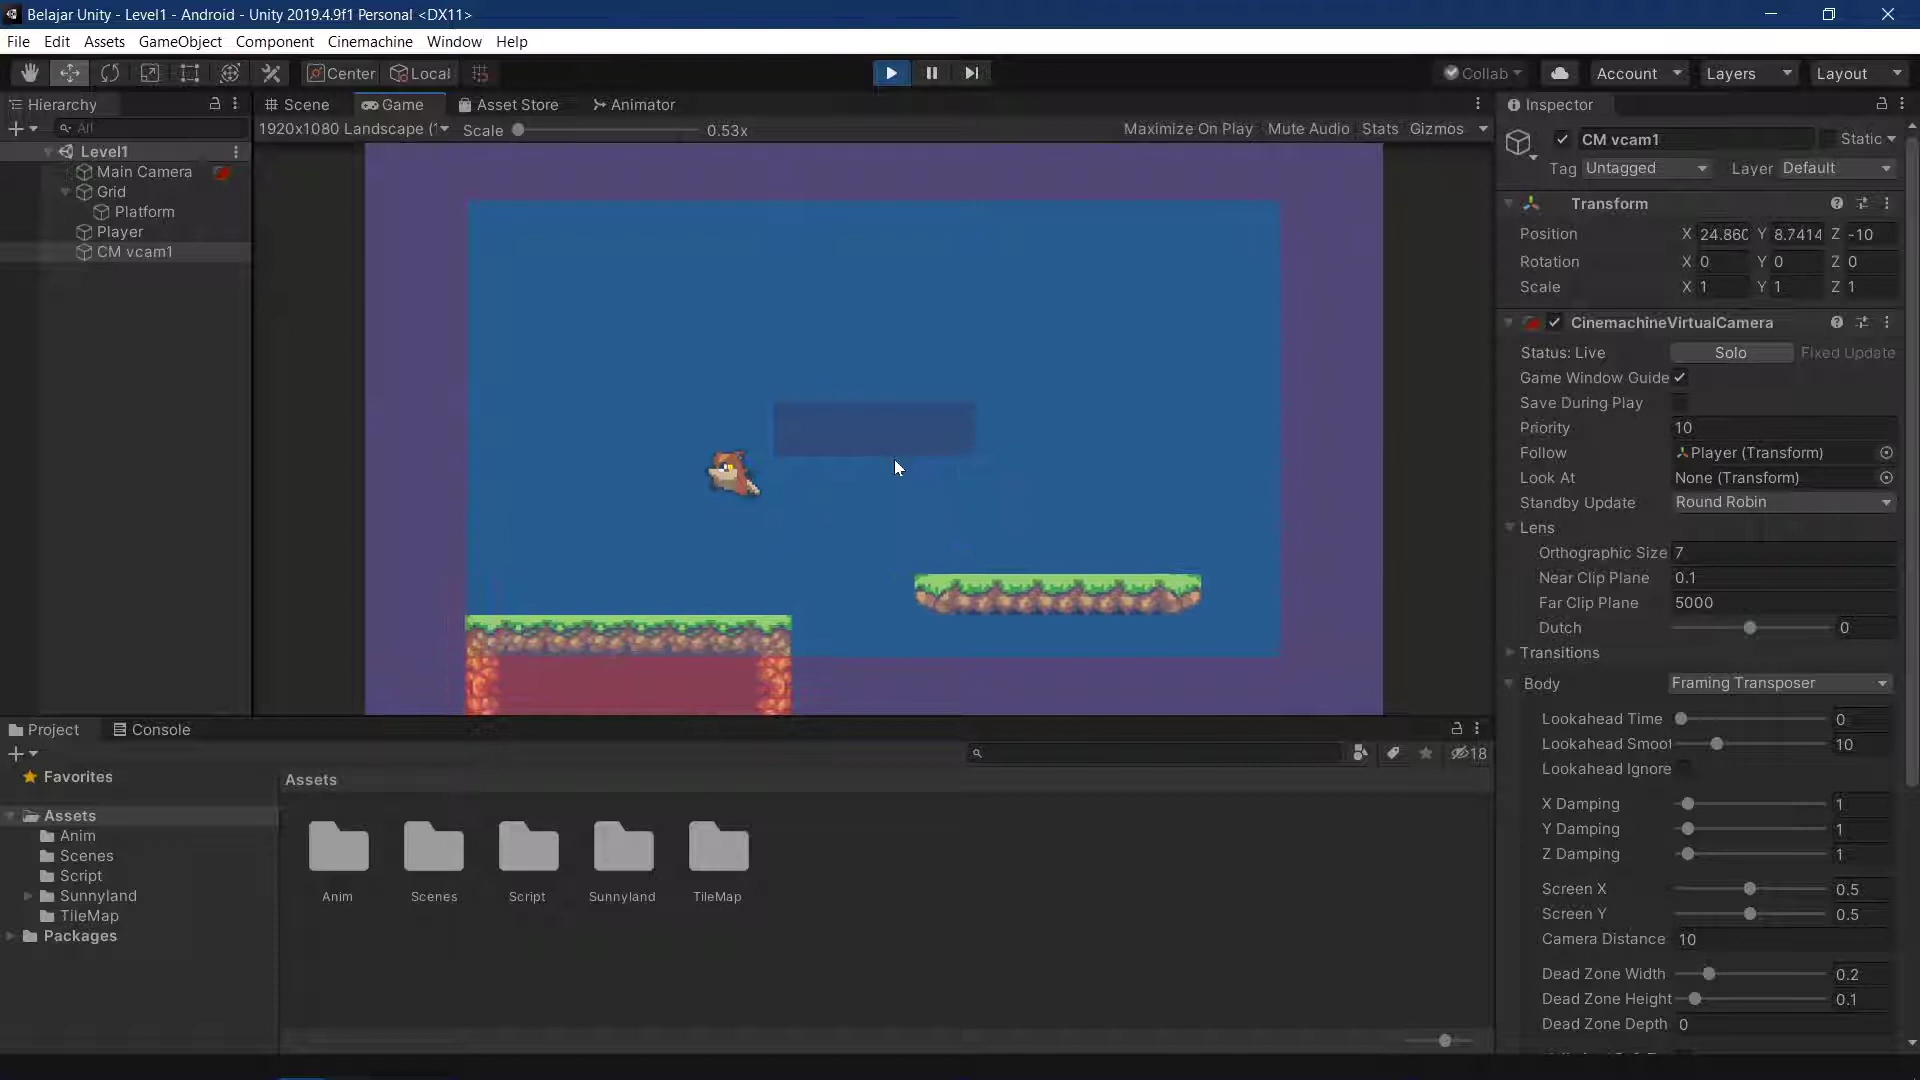 Belajar Unity - Level1 - Android - Unity 2019.4.9f1 Personal <DX11>
File Edit Assets GameObject Component Cinemachine Window Help
Center Local Collab Account Layers Layout
Hierarchy
All
Level1
Main Camera
Grid
Platform
Player
CM vcam1
Scene Game Asset Store Animator
1920x1080 Landscape (1 Scale 0.53x Maximize On Play Mute Audio Stats Gizmos
Inspector
CM vcam1 Static
Tag Untagged Layer Default
Transform
Position X 24.860 Y 8.7414 Z -10
Rotation X 0 Y 0 Z 0
Scale X 1 Y 1 Z 1
CinemachineVirtualCamera
Status: Live Solo Fixed Update
Game Window Guide
Save During Play
Priority 10
Follow Player (Transform)
Look At None (Transform)
Standby Update Round Robin
Lens
Orthographic Size 7
Near Clip Plane 0.1
Far Clip Plane 5000
Dutch 0
Transitions
Body Framing Transposer
Lookahead Time 0
Lookahead Smoot 10
Lookahead Ignore
X Damping 1
Y Damping 1
Z Damping 1
Screen X 0.5
Screen Y 0.5
Camera Distance 10
Dead Zone Width 0.2
Dead Zone Height 0.1
Dead Zone Depth 0
Project Console
18
Favorites
Assets
Anim
Scenes
Script
Sunnyland
TileMap
Packages
Assets
Anim Scenes Script Sunnyland TileMap